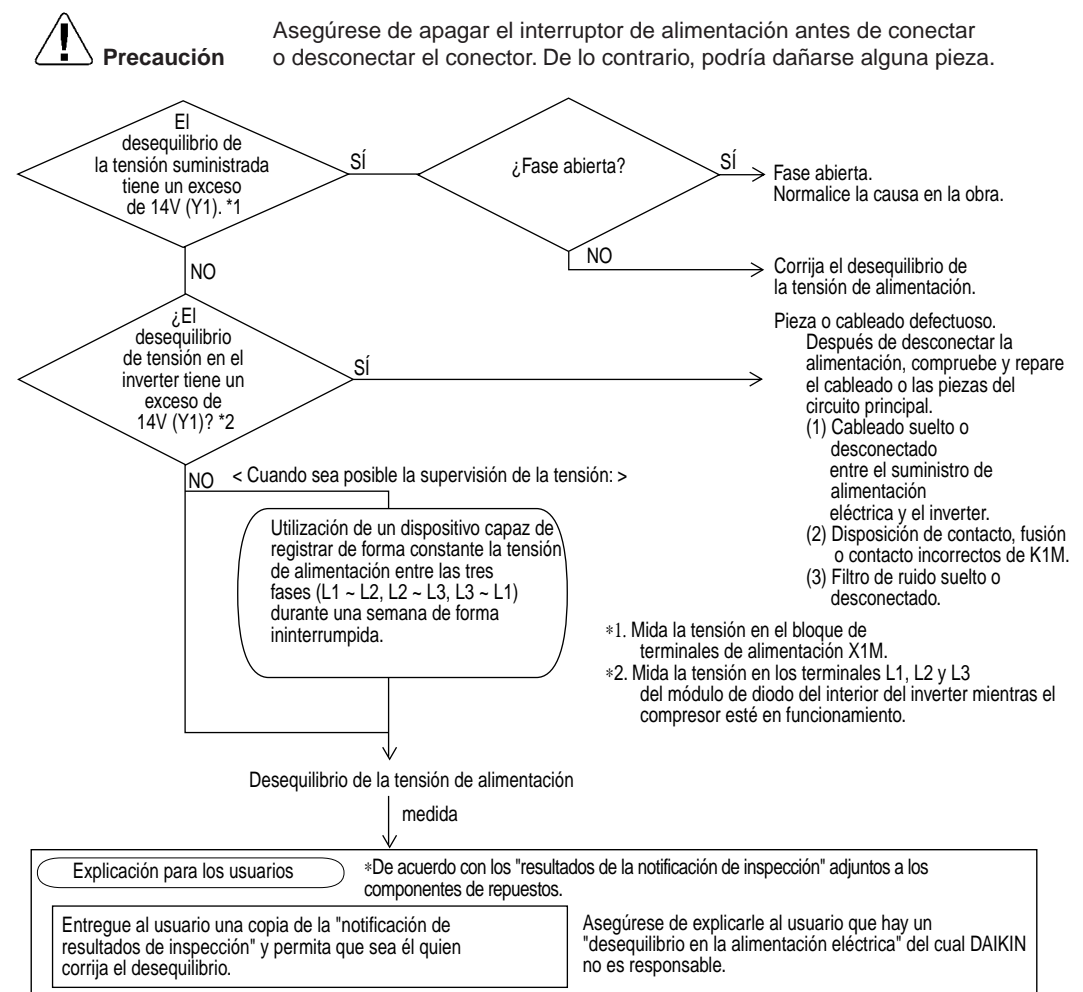 Precaución
Asegúrese de apagar el interruptor de alimentación antes de conectar
o desconectar el conector. De lo contrario, podría dañarse alguna pieza.
El
desequilibrio de
la tensión suministrada
tiene un exceso
de 14V (Y1). *1
SÍ
¿Fase abierta?
SÍ
Fase abierta.
Normalice la causa en la obra.
NO
Corrija el desequilibrio de
la tensión de alimentación.
NO
¿El
desequilibrio
de tensión en el
inverter tiene un
exceso de
14V (Y1)? *2
SÍ
Pieza o cableado defectuoso.
Después de desconectar la
alimentación, compruebe y repare
el cableado o las piezas del
circuito principal.
(1) Cableado suelto o
desconectado
entre el suministro de
alimentación
eléctrica y el inverter.
(2) Disposición de contacto, fusión
o contacto incorrectos de K1M.
(3) Filtro de ruido suelto o
desconectado.
NO
< Cuando sea posible la supervisión de la tensión: >
Utilización de un dispositivo capaz de
registrar de forma constante la tensión
de alimentación entre las tres
fases (L1 ~ L2, L2 ~ L3, L3 ~ L1)
durante una semana de forma
ininterrumpida.
*1. Mida la tensión en el bloque de
terminales de alimentación X1M.
*2. Mida la tensión en los terminales L1, L2 y L3
del módulo de diodo del interior del inverter mientras el
compresor esté en funcionamiento.
Desequilibrio de la tensión de alimentación
medida
Explicación para los usuarios
*De acuerdo con los "resultados de la notificación de inspección" adjuntos a los
componentes de repuestos.
Entregue al usuario una copia de la "notificación de
resultados de inspección" y permita que sea él quien
corrija el desequilibrio.
Asegúrese de explicarle al usuario que hay un
"desequilibrio en la alimentación eléctrica" del cual DAIKIN
no es responsable.